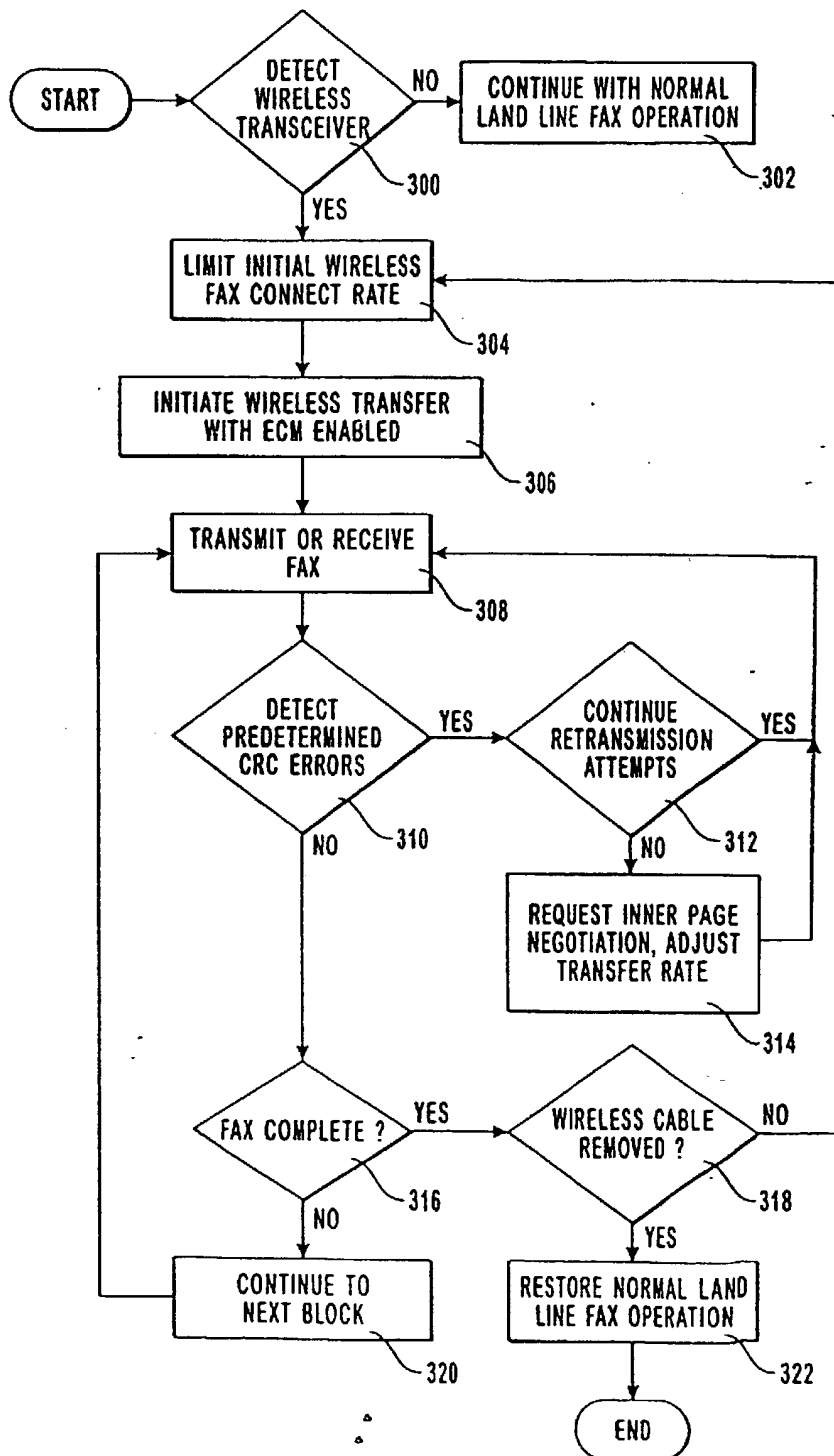 START
DETECT
WIRELESS
TRANSCEIVER
300
NO
CONTINUE WITH NORMAL
LAND LINE FAX OPERATION
302
YES
LIMIT INITIAL WIRELESS
FAX CONNECT RATE
304
INITIATE WIRELESS TRANSFER
WITH ECM ENABLED
306
TRANSMIT OR RECEIVE
FAX
308
DETECT
PREDETERMINED
CRC ERRORS
310
YES
CONTINUE
RETRANSMISSION
ATTEMPTS
312
YES
NO
NO
REQUEST INNER PAGE
NEGOTIATION, ADJUST
TRANSFER RATE
314
FAX COMPLETE ?
316
YES
WIRELESS CABLE
REMOVED ?
318
NO
NO
YES
CONTINUE TO
NEXT BLOCK
320
RESTORE NORMAL LAND
LINE FAX OPERATION
322
END